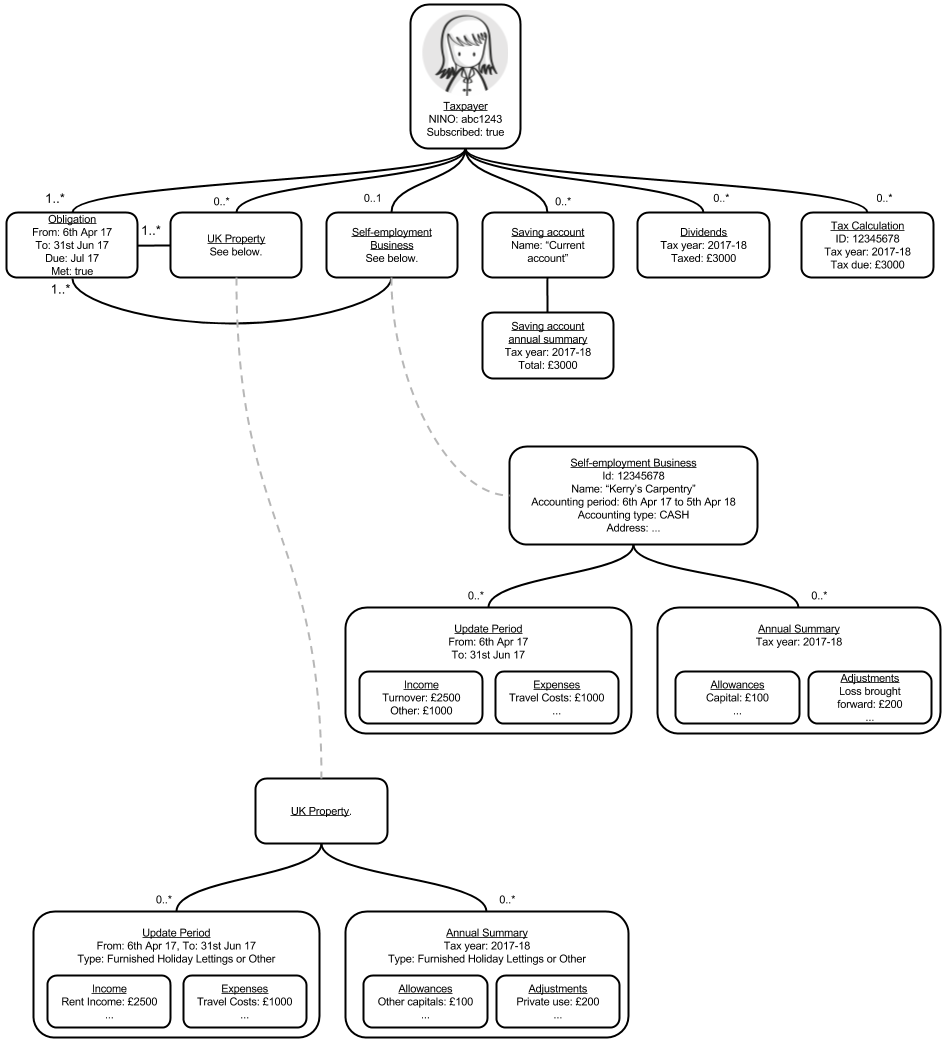 Taxpayer
NINO: abc1243
Subscribed: true
1..*
0..*
0..1
0..*
0..*
0..*
Obligation
From: 6th Apr 17
To: 31st Jun 17
Due: Jul 17
Met: true
1..*
1..*
UK Property
See below.
Self-employment
Business
See below.
Saving account
Name: “Current
account”
Dividends
Tax year: 2017-18
Taxed: £3000
Tax Calculation
ID: 12345678
Tax year: 2017-18
Tax due: £3000
Saving account
annual summary
Tax year: 2017-18
Total: £3000
Self-employment Business
Id: 12345678
Name: “Kerry’s Carpentry”
Accounting period: 6th Apr 17 to 5th Apr 18
Accounting type: CASH
Address: ...
0..*
0..*
Update Period
From: 6th Apr 17
To: 31st Jun 17
Income
Turnover: £2500
Other: £1000
Expenses
Travel Costs: £1000
...
Annual Summary
Tax year: 2017-18
Allowances
Capital: £100
...
Adjustments
Loss brought
forward: £200
...
UK Property.
0..*
0..*
Update Period
From: 6th Apr 17, To: 31st Jun 17
Type: Furnished Holiday Lettings or Other
Income
Rent Income: £2500
...
Expenses
Travel Costs: £1000
...
Annual Summary
Tax year: 2017-18
Type: Furnished Holiday Lettings or Other
Allowances
Other capitals: £100
...
Adjustments
Private use: £200
...